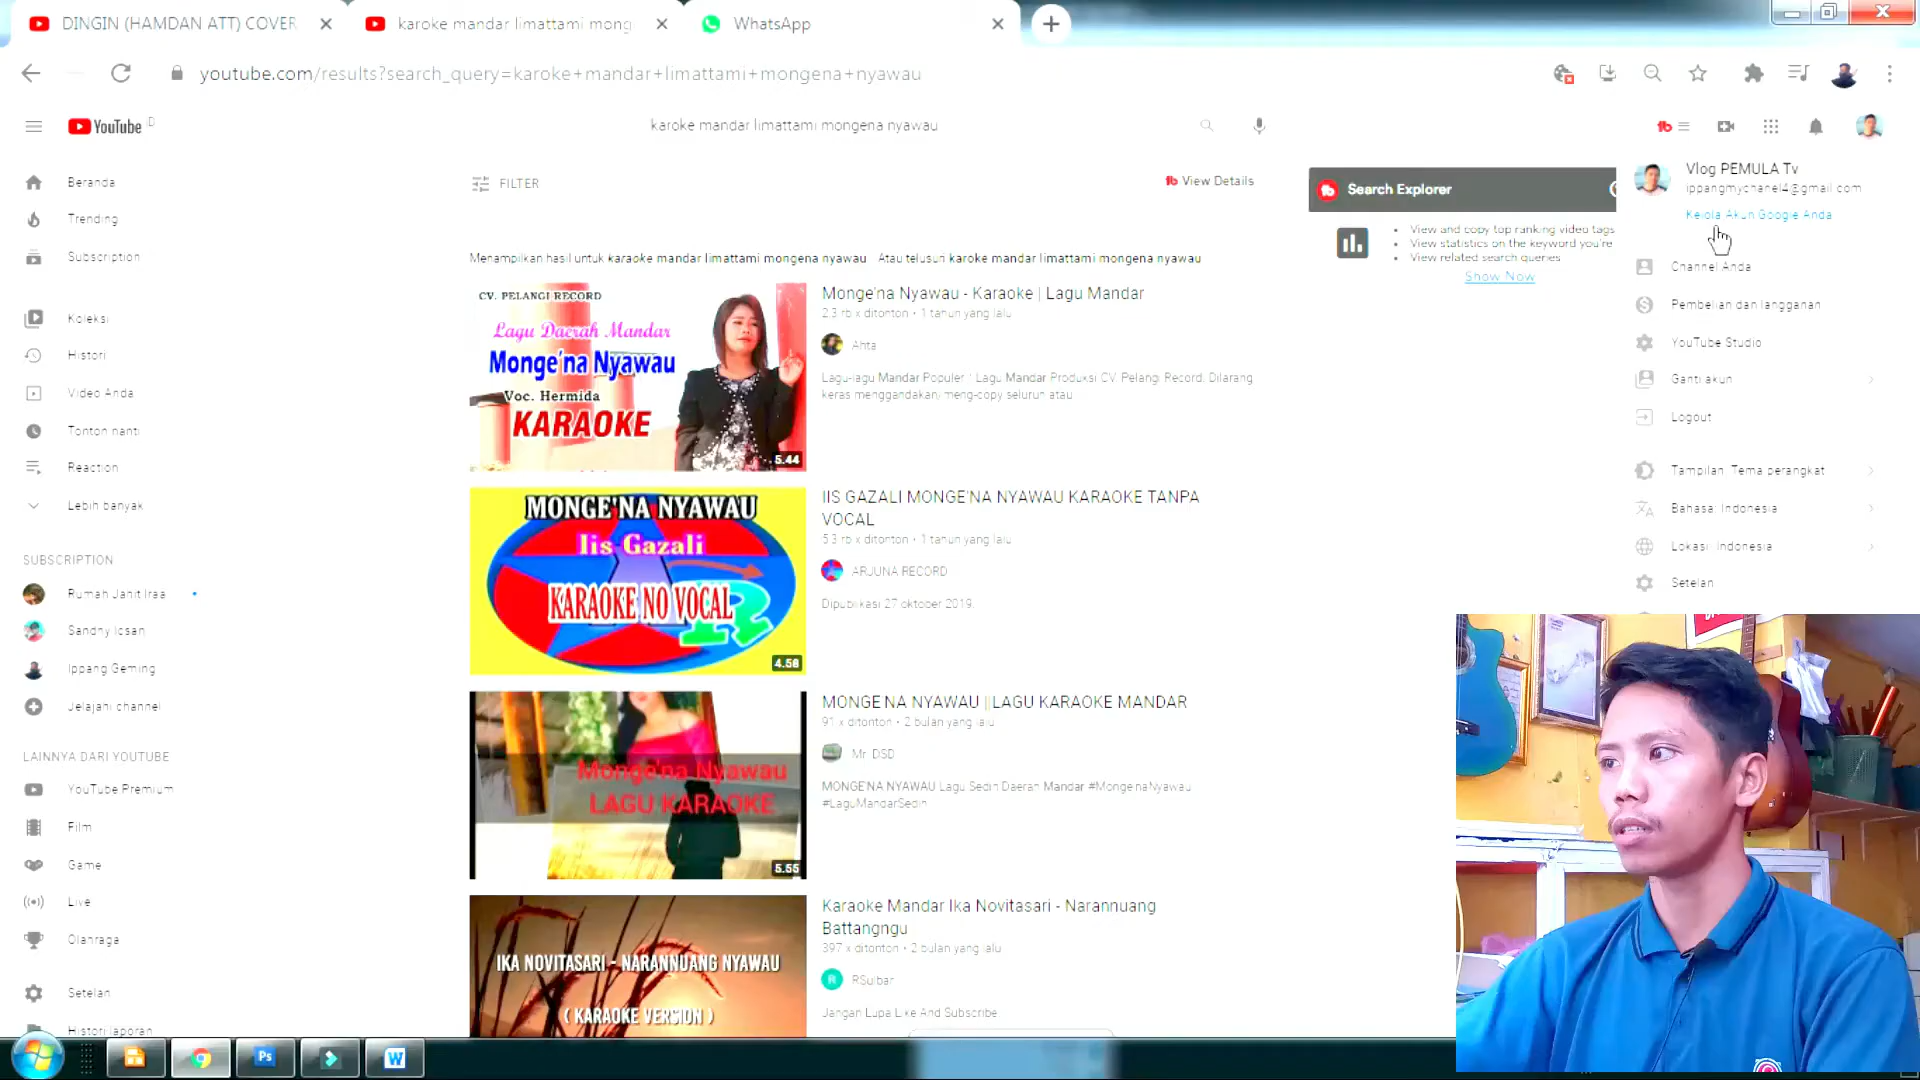 DINGIN (HAMDAN ATT) COVER
karoke mandar limattami mong
WhatsApp
youtube.com/results?search_query=karoke+mandar+limattami+mongena+nyawau
YouTube
ID
karoke mandar limattami mongena nyawau
Beranda
Trending
Subscription
Koleksi
Histori
Video Anda
Tonton nanti
Reaction
Lebih banyak
SUBSCRIPTION
Rumah Janit Iraa
Sandhy Icsan
Ippang Geming
Jelajahi channel
LAINNYA DARI YOUTUBE
YouTube Premium
Film
Game
Live
Olahraga
Setelan
Histori laporan
FILTER
View Details
Menampilkan hasil untuk karaoke mandar limattami mongena nyawau Atau telusuri karoke mandar limattami mongena nyawau
CV. PELANGI RECORD
Lagu Daerah Mandar
Monge'na Nyawau
Voc. Hermida
KARAOKE
5.44
Monge'na Nyawau - Karaoke | Lagu Mandar
2,3 rb x ditonton • 1 tahun yang lalu
Ahta
Lagu-lagu Mandar Populer * Lagu Mandar Produksi CV. Pelangi Record. Dilarang
keras menggandakan/ meng-copy seluruh atau
MONGE'NA NYAWAU
Iis Gazali
KARAOKE NO VOCAL
4.58
IIS GAZALI MONGE'NA NYAWAU KARAOKE TANPA
VOCAL
5,3 rb x ditonton • 1 tahun yang lalu
ARJUNA RECORD
Dipublikasi 27 oktober 2019.
Monge'na Nyawau
LAGU KARAOKE
5.55
MONGE'NA NYAWAU ||LAGU KARAOKE MANDAR
91 x ditonton • 2 bulan yang lalu
Mr. DSD
MONGE'NA NYAWAU Lagu Sedih Daerah Mandar #MongenaNyawau
#LaguMandarSedih
IKA NOVITASARI - NARANNUANG NYAWAU
( KARAOKE VERSION )
Karaoke Mandar Ika Novitasari - Narannuang
Battangngu
397 x ditonton • 2 bulan yang lalu
R
RSulbar
Jangan Lupa Like And Subscribe
Search Explorer
View and copy top ranking video tags
View statistics on the keyword you're
View related search queries
Show Now
Vlog PEMULA Tv
ippangmychanel4@gmail.com
Kelola Akun Google Anda
Channel Anda
Pembelian dan langganan
YouTube Studio
Ganti akun
Logout
Tampilan: Tema perangkat
Bahasa: Indonesia
Lokasi: Indonesia
Setelan
Ps
W